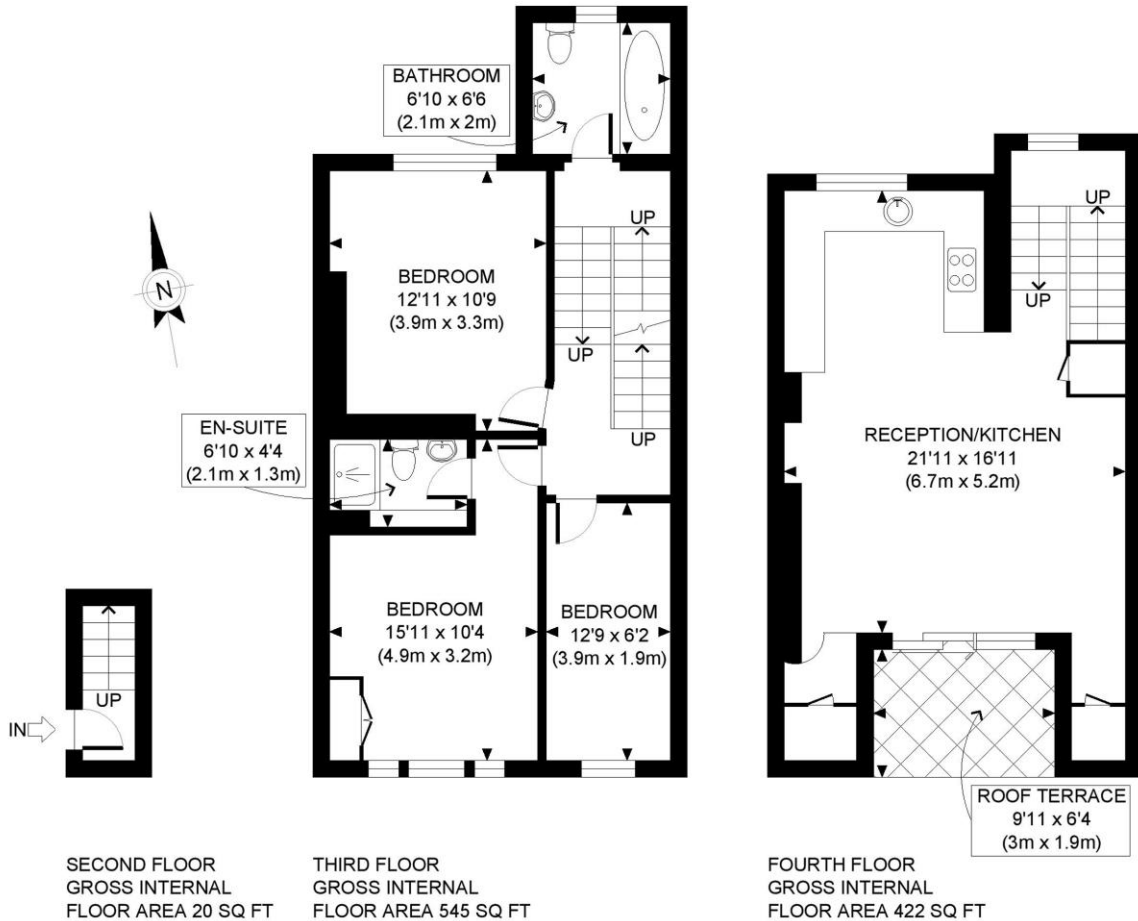 BATHROOM
6'10 x 6'6
(2.1m x 2m)
N
BEDROOM
12'11 x 10'9
(3.9m x 3.3m)
UP
UP
UP
EN-SUITE
6'10 x 4'4
(2.1m x 1.3m)
BEDROOM
15'11 x 10'4
(4.9m x 3.2m)
BEDROOM
12'9 x 6'2
(3.9m x 1.9m)
UP
IN
UP
UP
RECEPTION/KITCHEN
21'11 x 16'11
(6.7m x 5.2m)
ROOF TERRACE
9'11 x 6'4
(3m x 1.9m)
SECOND FLOOR
GROSS INTERNAL
FLOOR AREA 20 SQ FT
THIRD FLOOR
GROSS INTERNAL
FLOOR AREA 545 SQ FT
FOURTH FLOOR
GROSS INTERNAL
FLOOR AREA 422 SQ FT